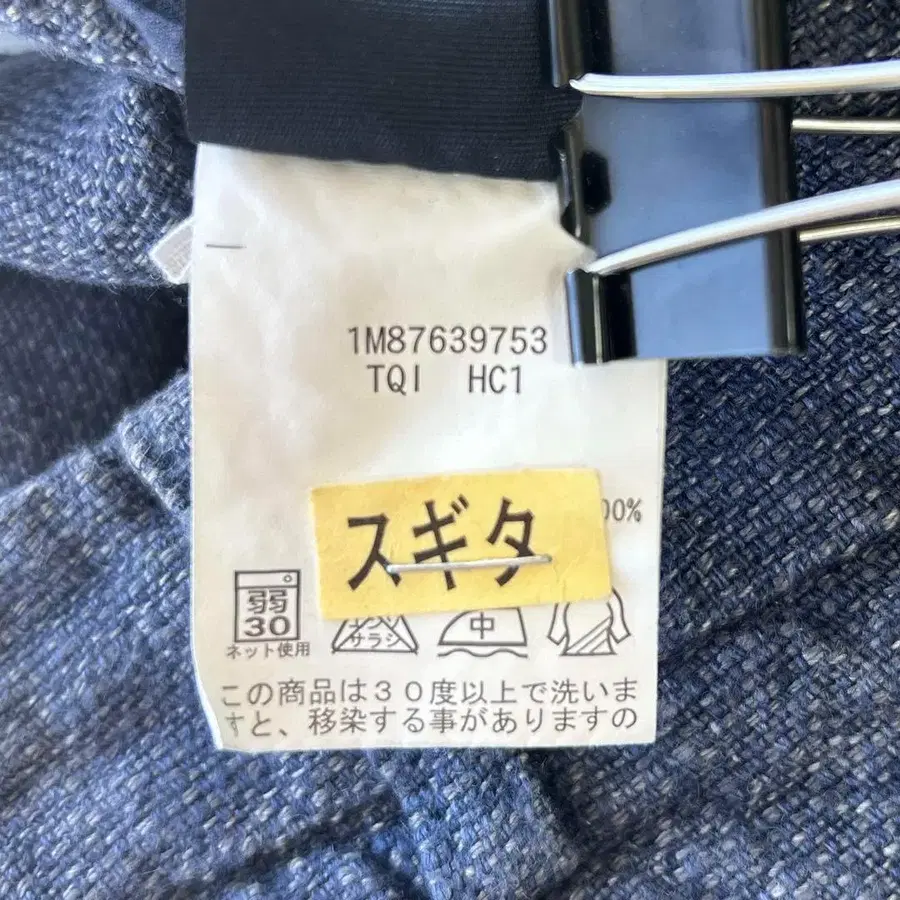 1M87639753
TQI HC1
00%
スギタ
弱
30
ネット使用
サラシ
中
この商品は30度以上で洗いま
すと、移染する事がありますの